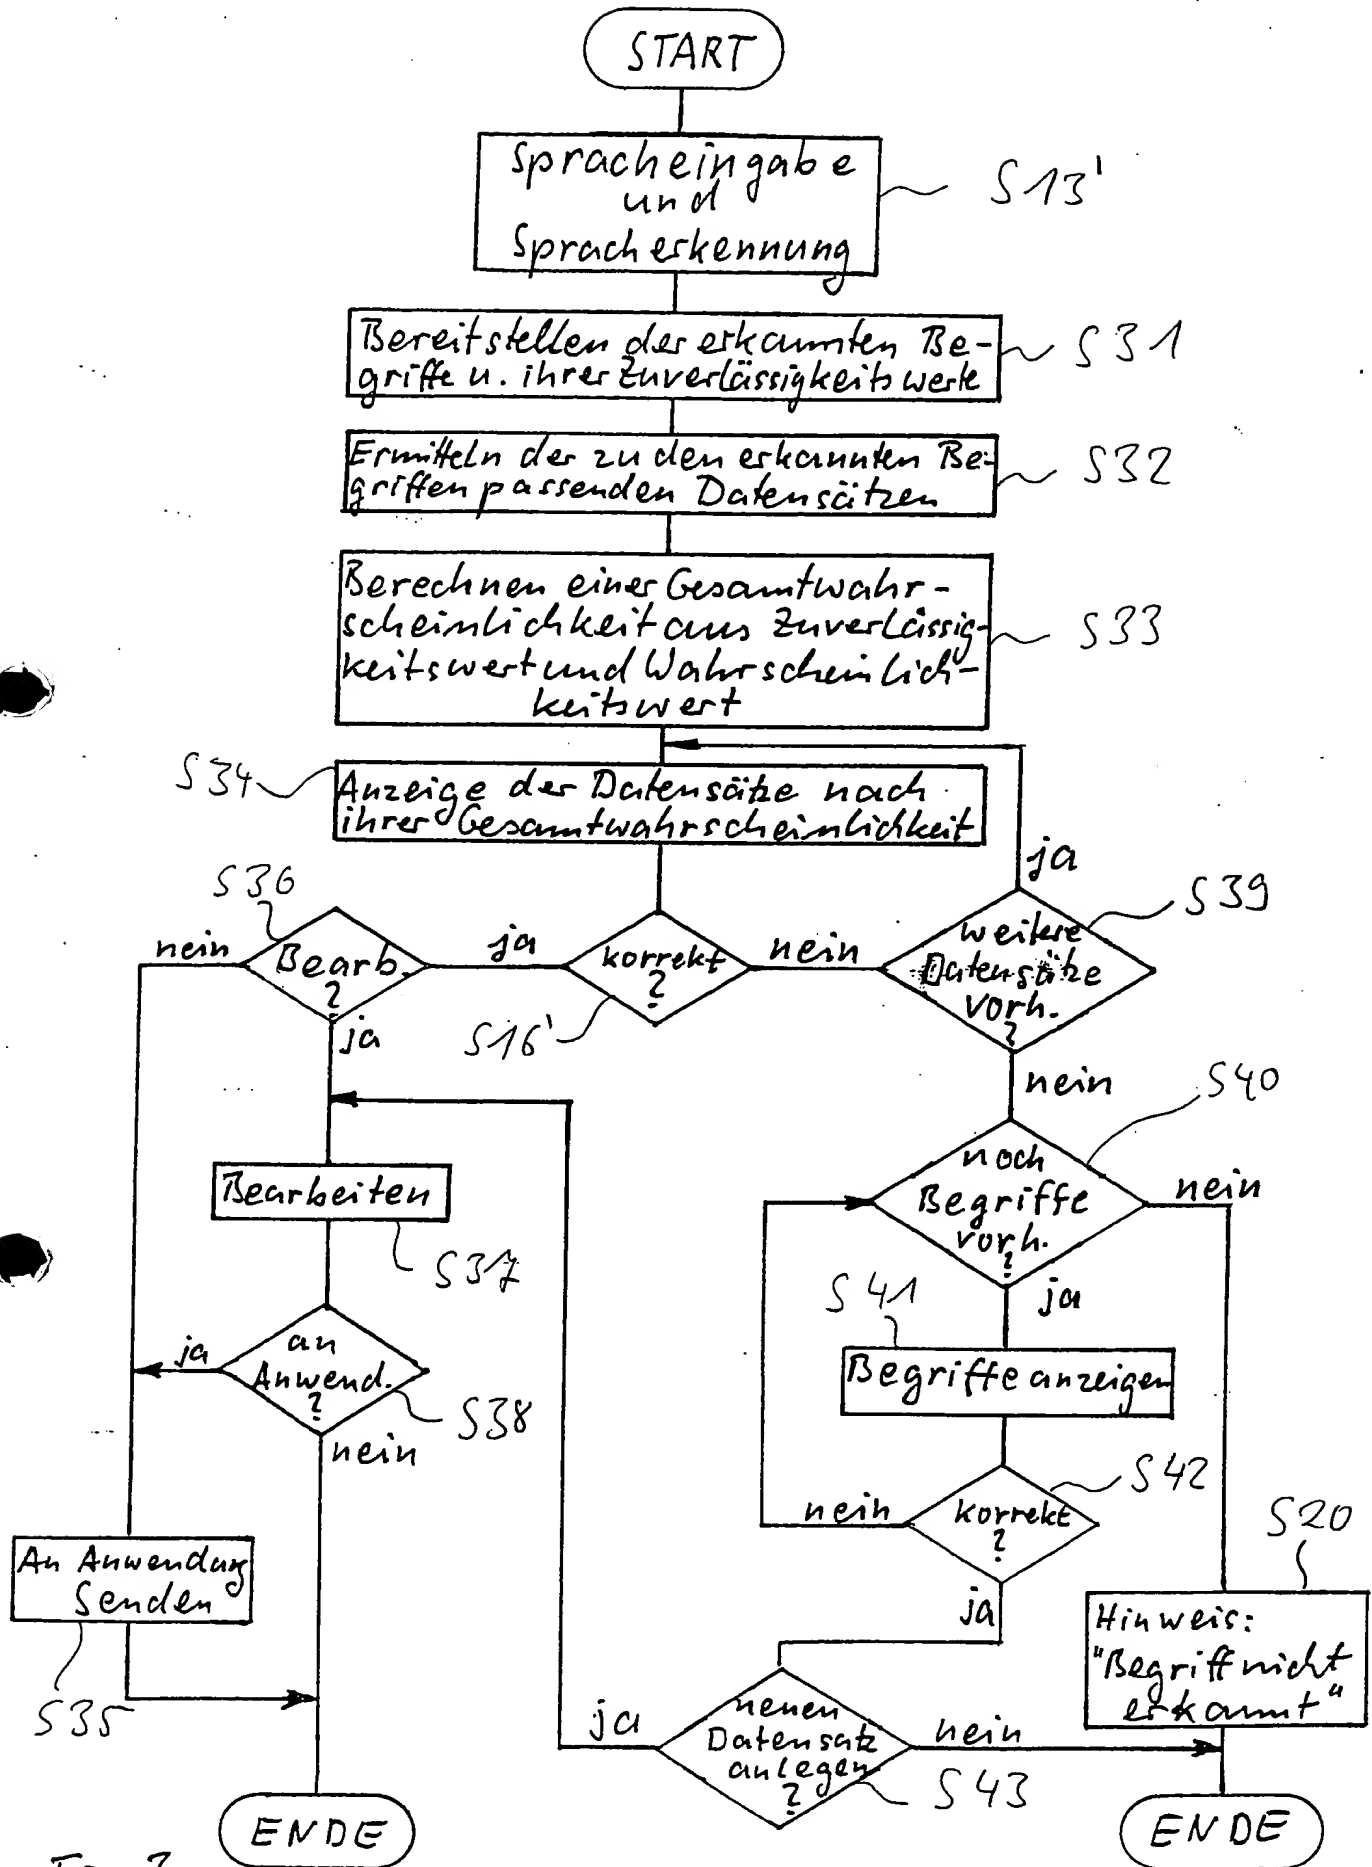 START
Spracheingabe
und
Spracherkennung
S13'
Bereitstellen der erkannten Be-
griffe u. ihrer Zuverlässigkeitswerte
S31
Ermitteln der zu den erkannten Be-
griffen passenden Datensätzen
S32
Berechnen einer Gesamtwahr-
scheinlichkeit aus Zuverlässig-
keitswert und Wahrscheinlich-
keitswert
S33
S34
Anzeige der Datensätze nach
ihrer Gesamtwahrscheinlichkeit
ja
S36
S39
nein
Bearb.
?
ja
korrekt
?
nein
weitere
Datensätze
vorh.
?
ja
S16'
nein
S40
noch
Begriffe
vorh.
?
nein
Bearbeiten
S37
S41
ja
an
Anwend.
?
ja
Begriffe anzeigen
S38
nein
S42
nein
korrekt
?
S20
An Anwendung
Senden
ja
Hinweis:
"Begriff nicht
erkannt"
S35
ja
neuen
Datensatz
anlegen
?
nein
S43
ENDE
ENDE